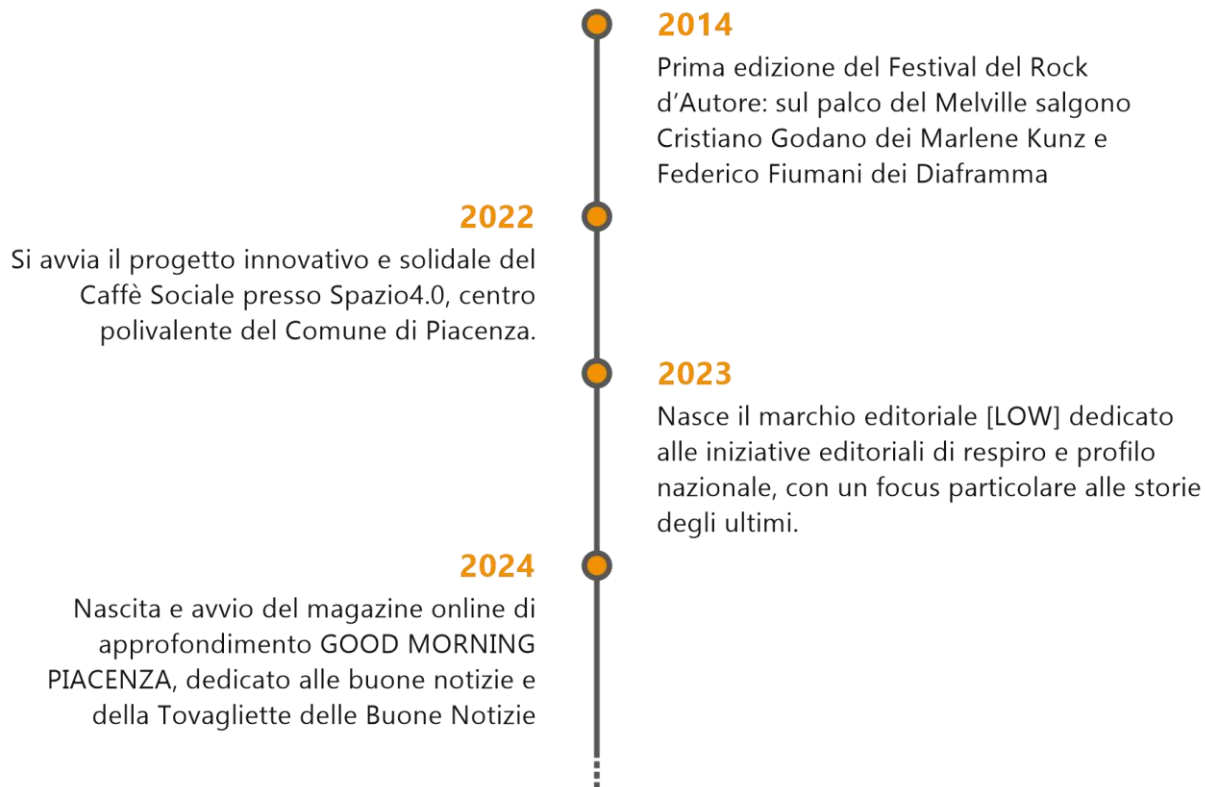 2014
Prima edizione del Festival del Rock
d'Autore: sul palco del Melville salgono
Cristiano Godano dei Marlene Kunz e
Federico Fiumani dei Diaframma
2022
Si avvia il progetto innovativo e solidale del
Caffè Sociale presso Spazio4.0, centro
polivalente del Comune di Piacenza.
2023
Nasce il marchio editoriale [LOW] dedicato
alle iniziative editoriali di respiro e profilo
nazionale, con un focus particolare alle storie
degli ultimi.
2024
Nascita e avvio del magazine online di
approfondimento GOOD MORNING
PIACENZA, dedicato alle buone notizie e
della Tovagliette delle Buone Notizie